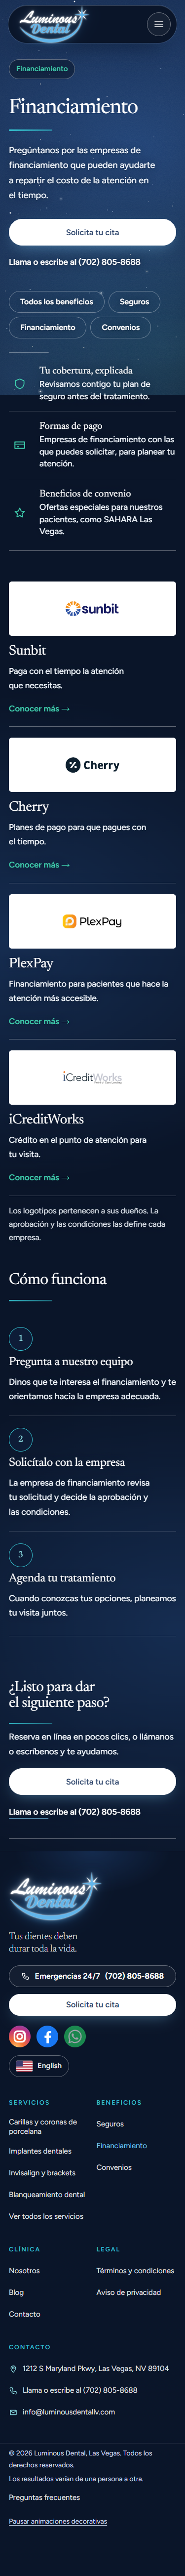 Luminous
Dental
Financiamiento
Financiamiento
Pregúntanos por las empresas de
financiamiento que pueden ayudarte
a repartir el costo de la atención en
el tiempo.
Solicita tu cita
Llama o escribe al (702) 805-8688
Todos los beneficios
Seguros
Financiamiento
Convenios
Tu cobertura, explicada
Revisamos contigo tu plan de
seguro antes del tratamiento.
Formas de pago
Empresas de financiamiento con las
que puedes solicitar, para planear tu
atención.
Beneficios de convenio
Ofertas especiales para nuestros
pacientes, como SAHARA Las
Vegas.
sunbit
Sunbit
Paga con el tiempo la atención
que necesitas.
Conocer más →
Cherry
Cherry
Planes de pago para que pagues con
el tiempo.
Conocer más →
PlexPay
PlexPay
Financiamiento para pacientes que hace la
atención más accesible.
Conocer más →
iCreditWorks
iCreditWorks
Crédito en el punto de atención para
tu visita.
Conocer más →
Los logotipos pertenecen a sus dueños. La
aprobación y las condiciones las define cada
empresa.
Cómo funciona
1
Pregunta a nuestro equipo
Dinos que te interesa el financiamiento y te
orientamos hacia la empresa adecuada.
2
Solicítalo con la empresa
La empresa de financiamiento revisa
tu solicitud y decide la aprobación y
las condiciones.
3
Agenda tu tratamiento
Cuando conozcas tus opciones, planeamos
tu visita juntos.
¿Listo para dar
el siguiente paso?
Reserva en línea en pocos clics, o llámanos
o escríbenos y te ayudamos.
Solicita tu cita
Llama o escribe al (702) 805-8688
Luminous
Dental
Tus dientes deben
durar toda la vida.
Emergencias 24/7 (702) 805-8688
Solicita tu cita
English
SERVICIOS
Carillas y coronas de
porcelana
Implantes dentales
Invisalign y brackets
Blanqueamiento dental
Ver todos los servicios
BENEFICIOS
Seguros
Financiamiento
Convenios
CLÍNICA
Nosotros
Blog
Contacto
LEGAL
Términos y condiciones
Aviso de privacidad
CONTACTO
1212 S Maryland Pkwy, Las Vegas, NV 89104
Llama o escribe al (702) 805-8688
info@luminousdentallv.com
© 2026 Luminous Dental, Las Vegas. Todos los
derechos reservados.
Los resultados varían de una persona a otra.
Preguntas frecuentes
Pausar animaciones decorativas